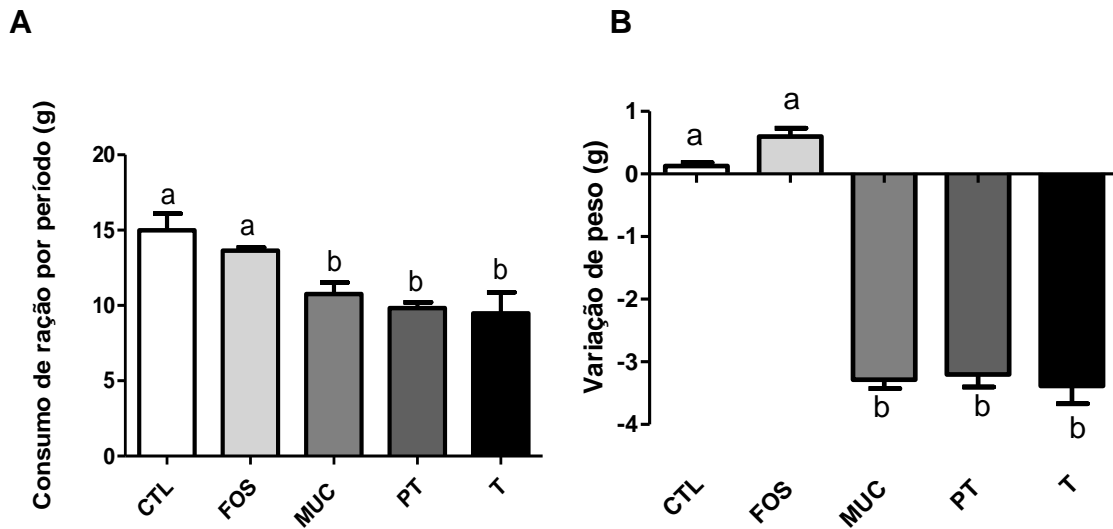 A
Consumo de ração por período (g)
20
15
10
5
0
a
a
b
b
b
CTL
FOS
MUC
PT
T
B
Variação de peso (g)
1
0
-1
-2
-3
-4
a
a
b
b
b
CTL
FOS
MUC
PT
T